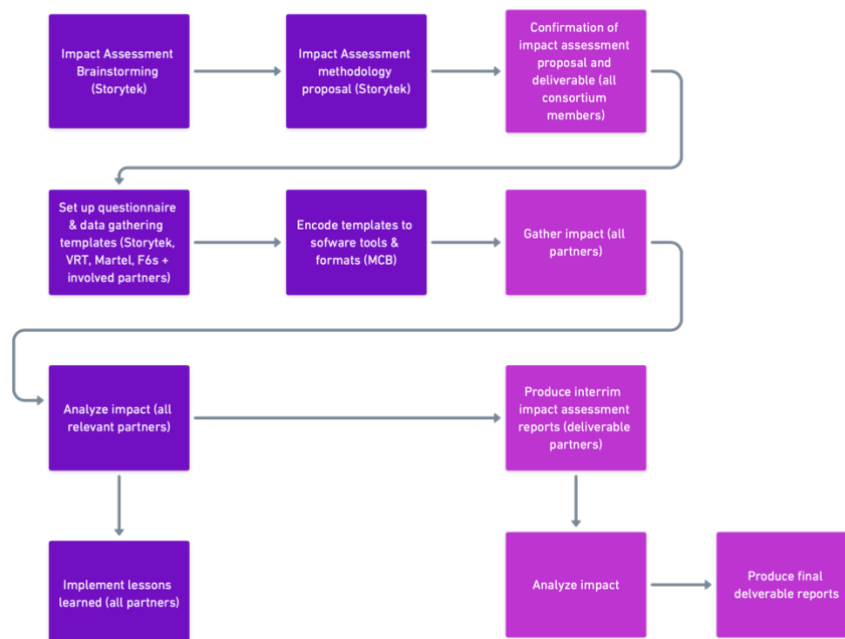 Impact Assessment
Brainstorming
(Storytek)
Impact Assessment
methodology
proposal (Storytek)
Confirmation of
impact assessment
proposal and
deliverable (all
consortium
members)
Set up questionnaire
& data gathering
templates (Storytek,
VRT, Martel, F6s +
involved partners)
Encode templates to
sofware tools &
formats (MCB)
Gather impact (all
partners)
Analyze impact (all
relevant partners)
Produce interrim
impact assessment
reports (deliverable
partners)
Implement lessons
learned (all partners)
Analyze impact
Produce final
delverable reports